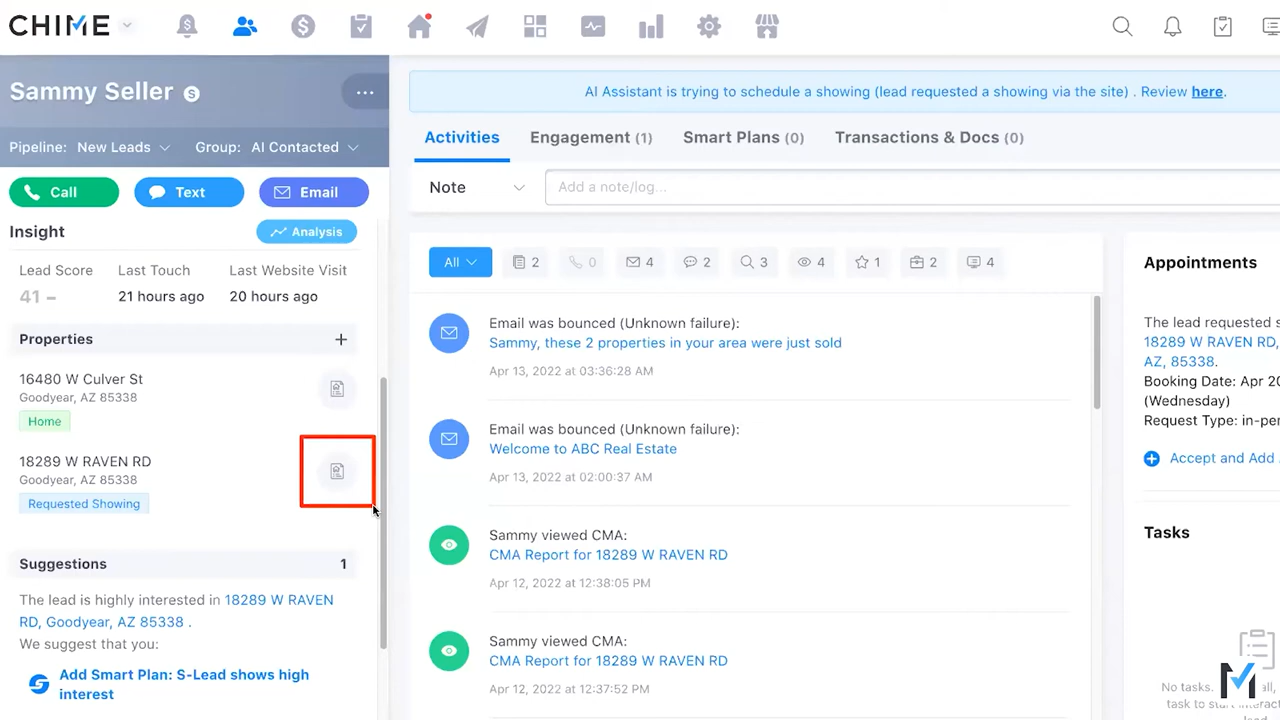 CHIME
Sammy Seller S
Pipeline: New Leads Group: AI Contacted
Call Text Email
Insight Analysis
Lead Score Last Touch Last Website Visit
41 – 21 hours ago 20 hours ago
Properties +
16480 W Culver St
Goodyear, AZ 85338
Home
18289 W RAVEN RD
Goodyear, AZ 85338
Requested Showing
Suggestions 1
The lead is highly interested in 18289 W RAVEN
RD, Goodyear, AZ 85338 .
We suggest that you:
Add Smart Plan: S-Lead shows high
interest
AI Assistant is trying to schedule a showing (lead requested a showing via the site) . Review here.
Activities Engagement (1) Smart Plans (0) Transactions & Docs (0)
Note Add a note/log...
All 2 0 4 2 3 4 1 2 4
Email was bounced (Unknown failure):
Sammy, these 2 properties in your area were just sold
Apr 13, 2022 at 03:36:28 AM
Email was bounced (Unknown failure):
Welcome to ABC Real Estate
Apr 13, 2022 at 02:00:37 AM
Sammy viewed CMA:
CMA Report for 18289 W RAVEN RD
Apr 12, 2022 at 12:38:05 PM
Sammy viewed CMA:
CMA Report for 18289 W RAVEN RD
Apr 12, 2022 at 12:37:52 PM
Appointments
The lead requested s
18289 W RAVEN RD,
AZ, 85338.
Booking Date: Apr 20
(Wednesday)
Request Type: in-per
Accept and Add
Tasks
No tasks. all,
task to start interact